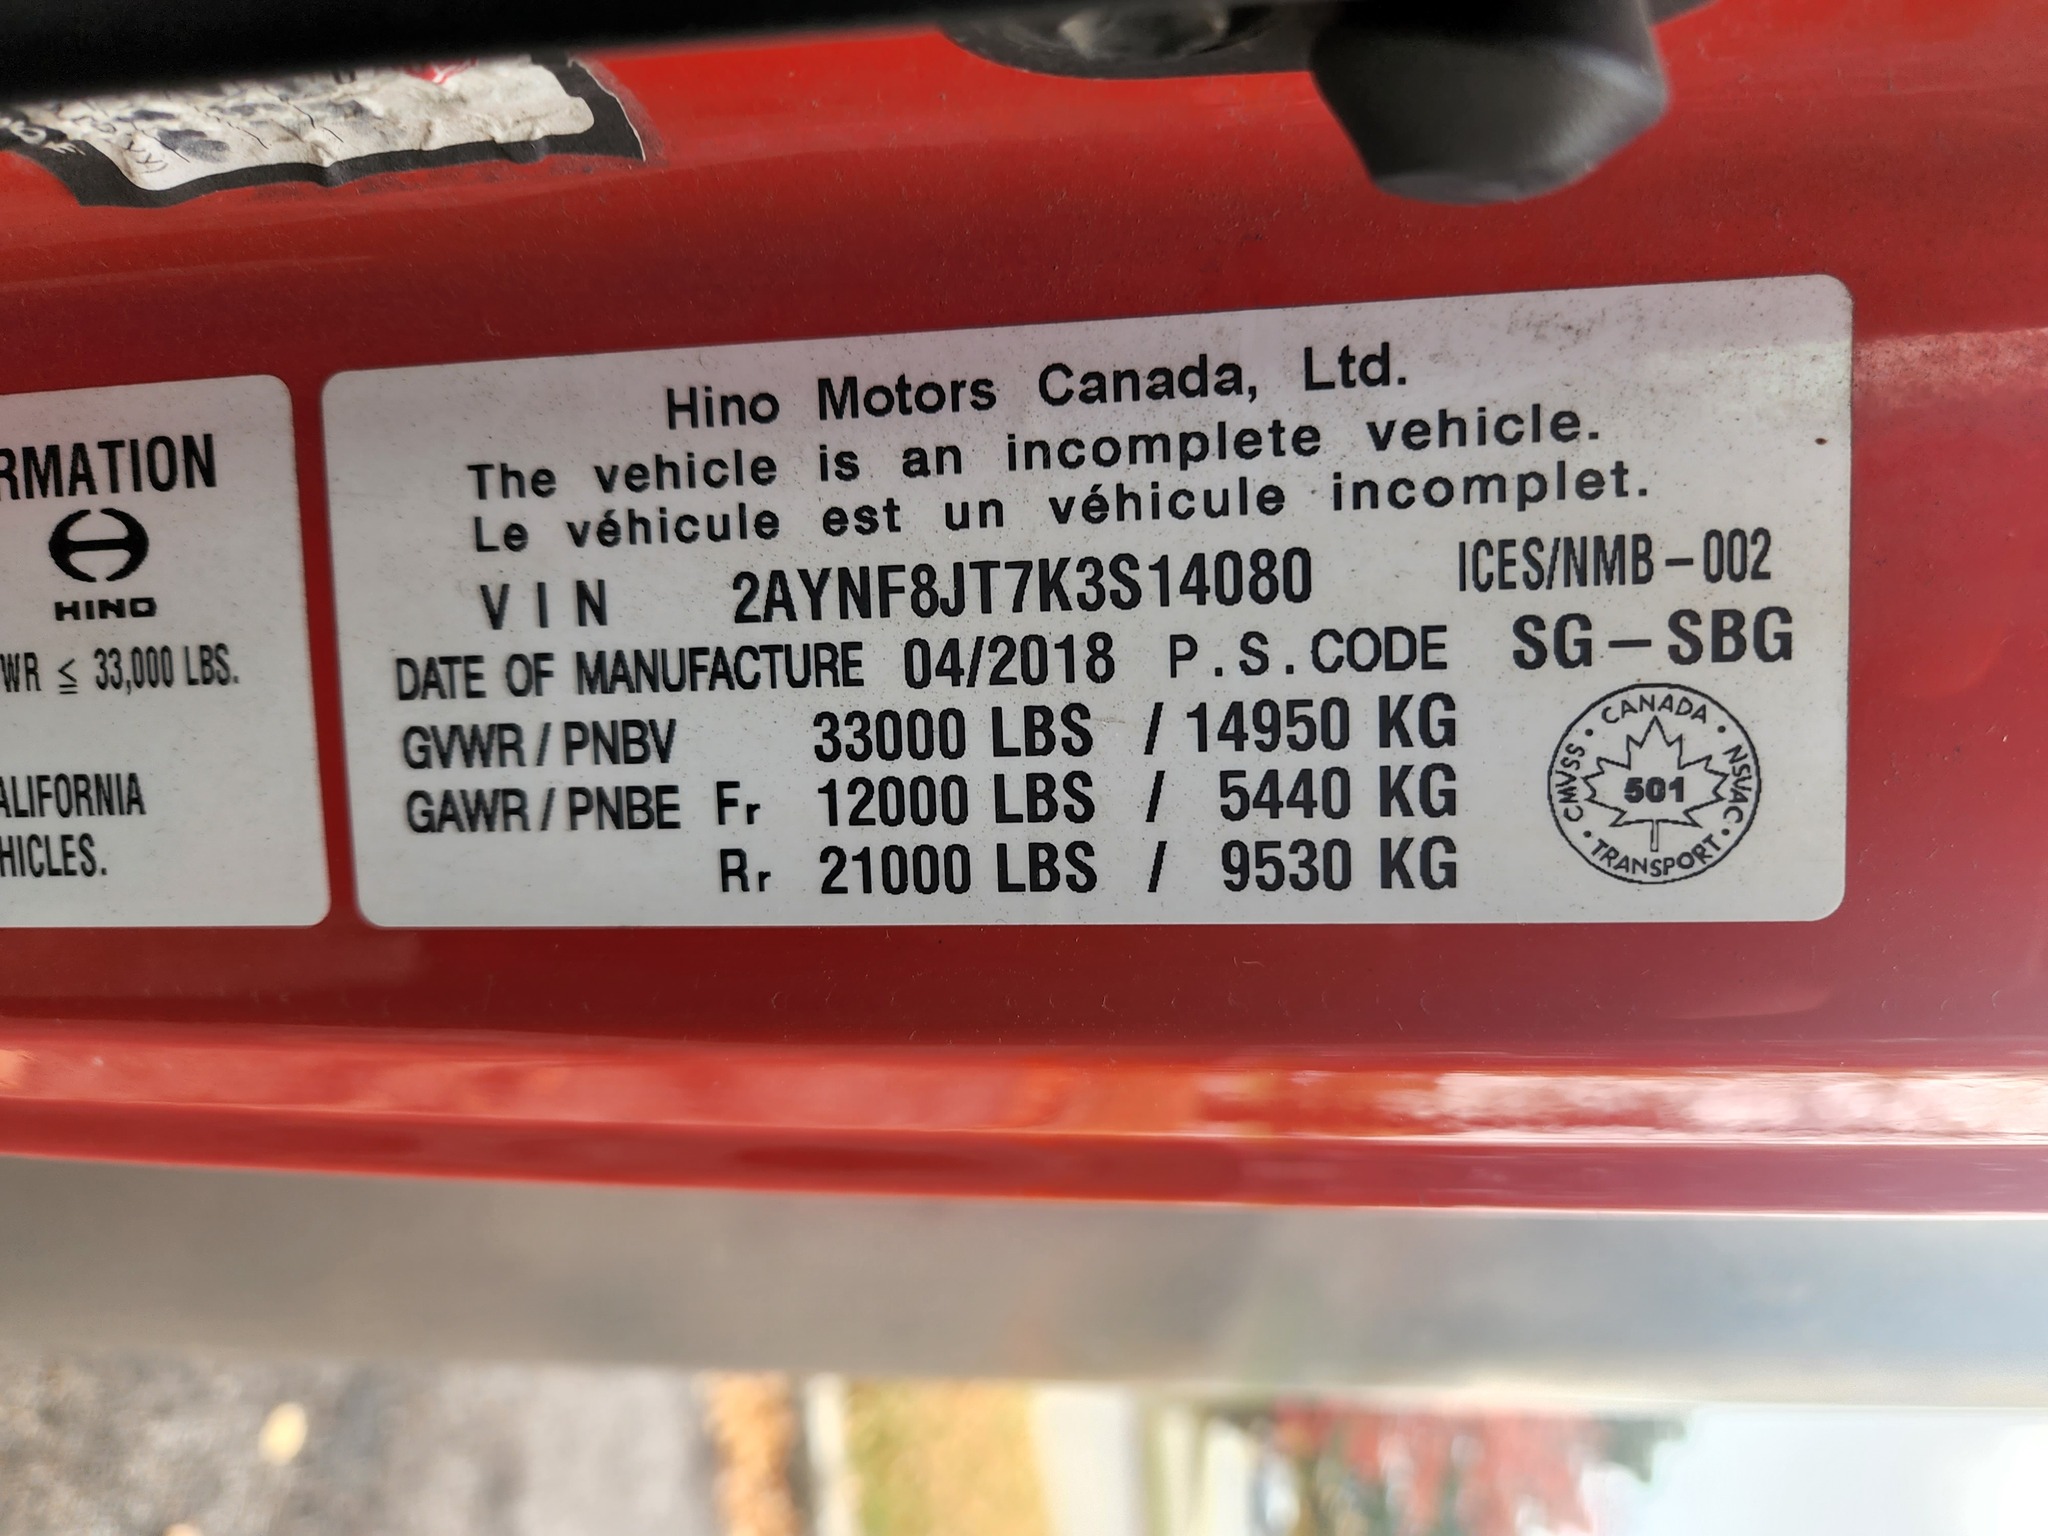 RMATION
HINO
WR ≦ 33,000 LBS.
ALIFORNIA
HICLES.
Hino Motors Canada, Ltd.
The vehicle is an incomplete vehicle.
Le véhicule est un véhicule incomplet.
VIN 2AYNF8JT7K3S14080 ICES/NMB-002
DATE OF MANUFACTURE 04/2018 P.S.CODE SG-SBG
GVWR/PNBV 33000 LBS / 14950 KG
GAWR/PNBE Fr 12000 LBS / 5440 KG
Rr 21000 LBS / 9530 KG
CANADA · NSVAC · TRANSPORT · CMVSS ·
501